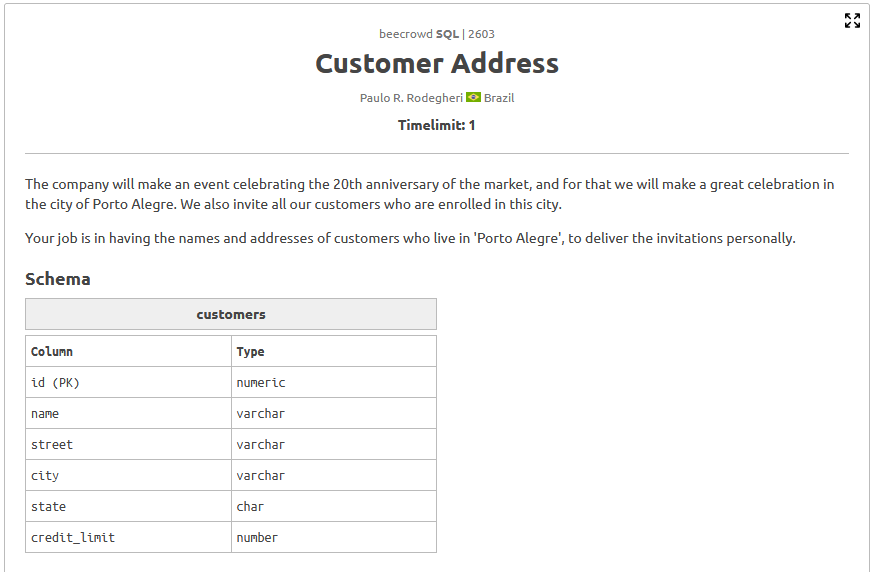 beecrowd SQL | 2603
Customer Address
Paulo R. Rodegheri Brazil
Timelimit: 1
The company will make an event celebrating the 20th anniversary of the market, and for that we will make a great celebration in
the city of Porto Alegre. We also invite all our customers who are enrolled in this city.
Your job is in having the names and addresses of customers who live in 'Porto Alegre', to deliver the invitations personally.
Schema
customers
Column Type
id (PK) numeric
name varchar
street varchar
city varchar
state char
credit_limit number